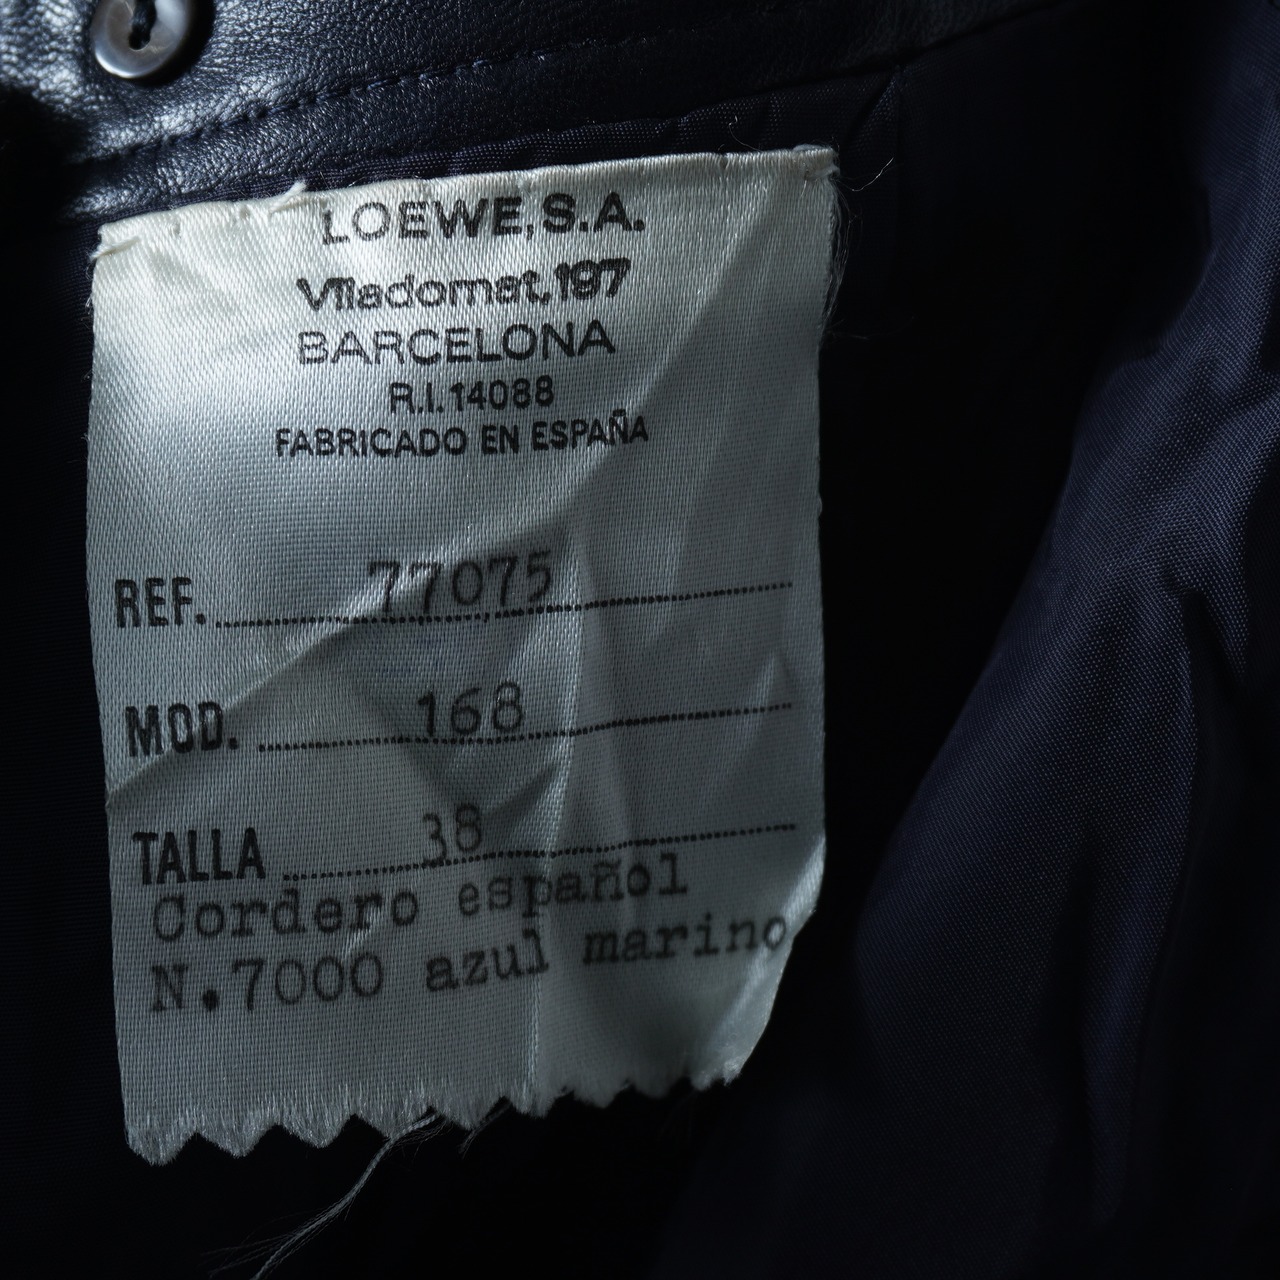 LOEWE, S.A.
Viladomat, 197
BARCELONA
R.I. 14088
FABRICADO EN ESPAÑA
REF. 77075
MOD. 168
TALLA 38
Cordero español
N.7000 azul marino